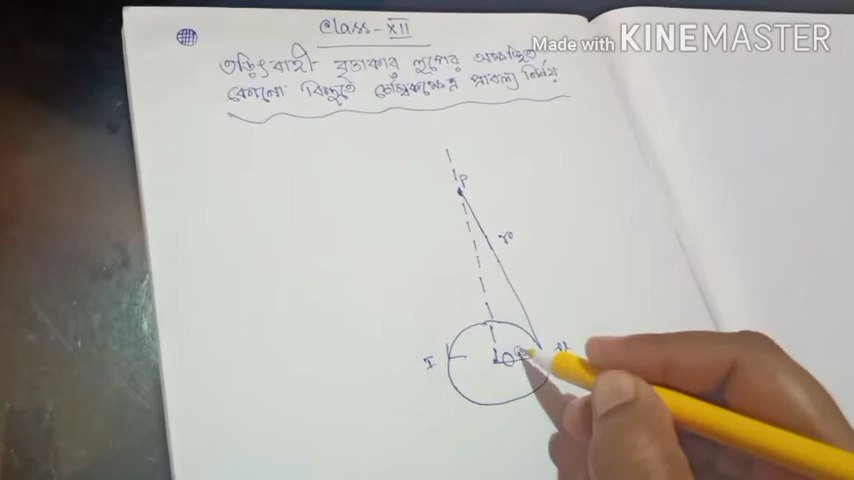 Class-XII
Made with KINEMASTER
তড়িৎবাহী বৃত্তাকার লুপের অক্ষস্থিত
কোনো বিন্দুতে চৌম্বকক্ষেত্র প্রাবল্য নির্ণয়
P
r
I
O